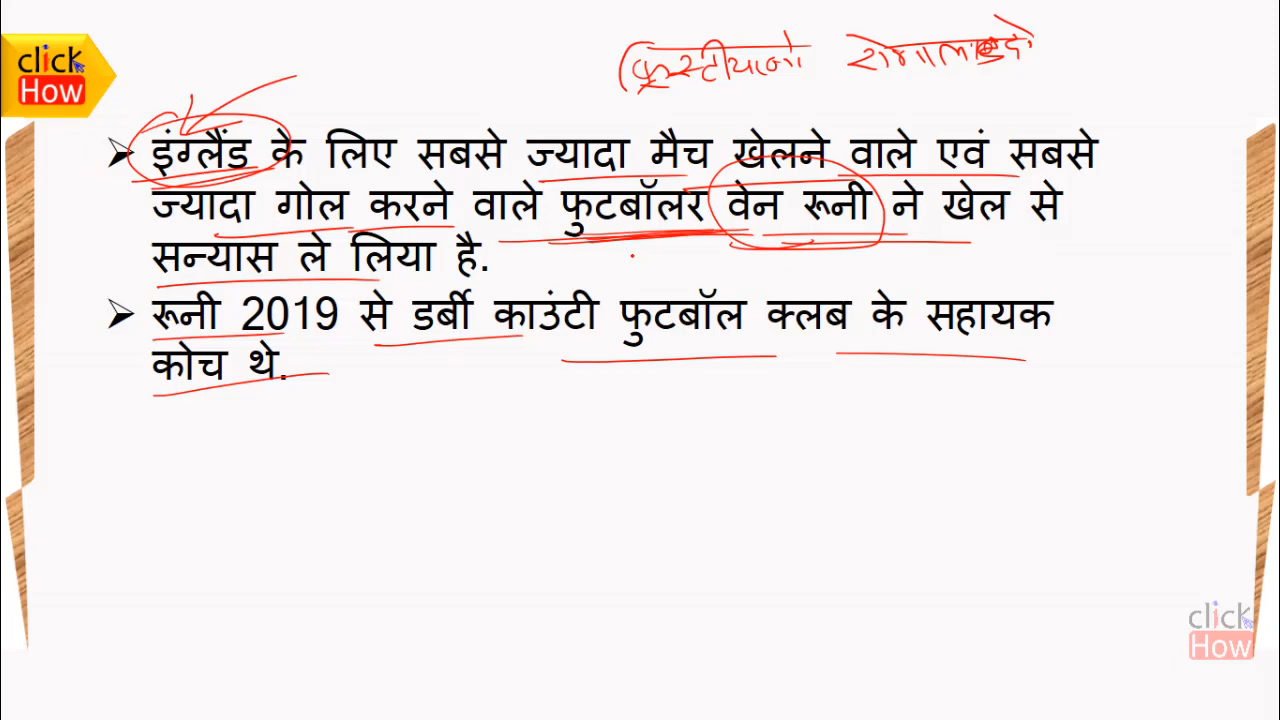 click
How
इंग्लैंड के लिए सबसे ज्यादा मैच खेलने वाले एवं सबसे
ज्यादा गोल करने वाले फुटबॉलर वेन रूनी ने खेल से
सन्यास ले लिया है.
रूनी 2019 से डर्बी काउंटी फुटबॉल क्लब के सहायक
कोच थे.
click
How